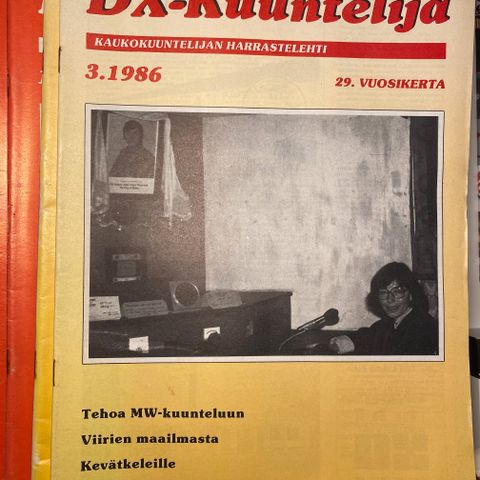 DX-Kuuntelija
KAUKOKUUNTELIJAN HARRASTELEHTI
3.1986
29. VUOSIKERTA
Tehoa MW-kuunteluun
Viirien maailmasta
Kevätkeleille